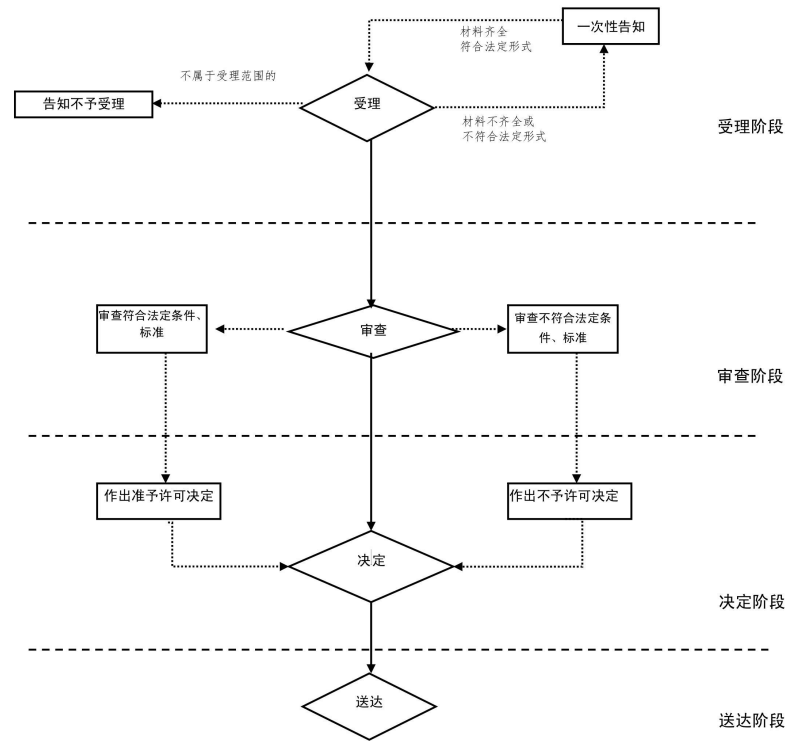 一次性告知
材料齐全
符合法定形式
不属于受理范围的
告知不予受理
受理
材料不齐全或
不符合法定形式
受理阶段
审查符合法定条件、
标准
审查
审查不符合法定条
件、标准
审查阶段
作出准予许可决定
作出不予许可决定
决定
决定阶段
送达
送达阶段